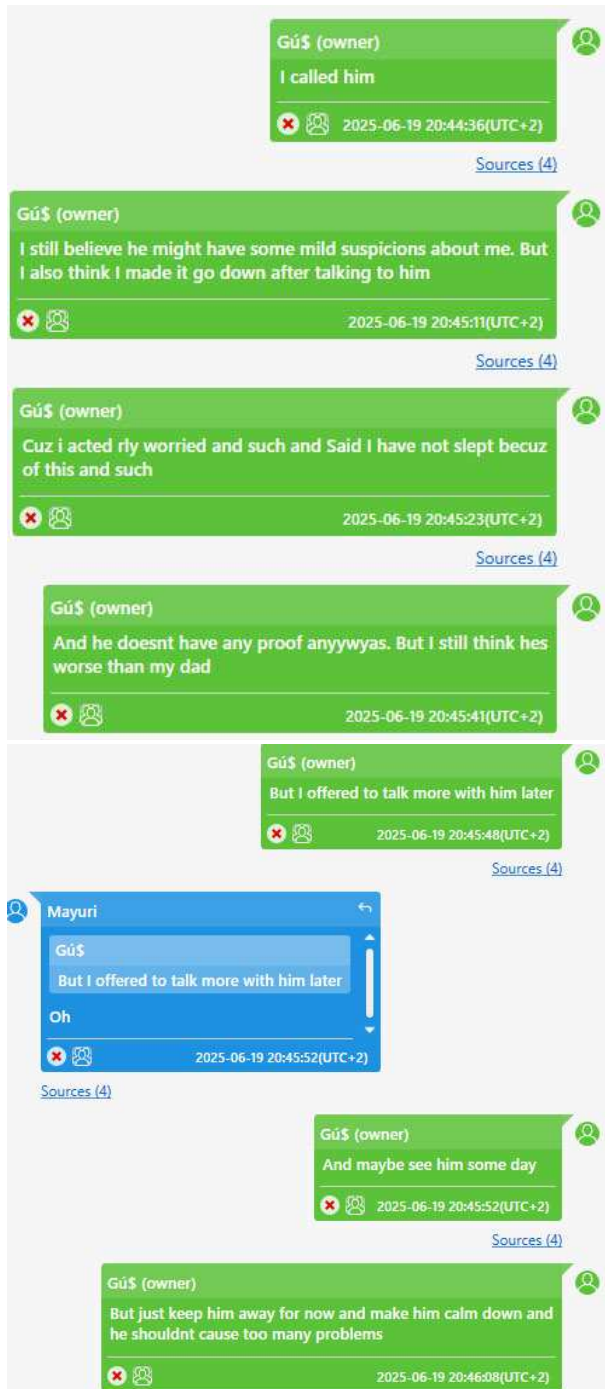 Gú$ (owner)
I called him
2025-06-19 20:44:36(UTC+2)
Sources (4)
Gú$ (owner)
I still believe he might have some mild suspicions about me. But
I also think I made it go down after talking to him
2025-06-19 20:45:11(UTC+2)
Sources (4)
Gú$ (owner)
Cuz i acted rly worried and such and Said I have not slept becuz
of this and such
2025-06-19 20:45:23(UTC+2)
Sources (4)
Gú$ (owner)
And he doesnt have any proof anyywyas. But I still think hes
worse than my dad
2025-06-19 20:45:41(UTC+2)
Gú$ (owner)
But I offered to talk more with him later
2025-06-19 20:45:48(UTC+2)
Sources (4)
Mayuri
Gú$
But I offered to talk more with him later
Oh
2025-06-19 20:45:52(UTC+2)
Sources (4)
Gú$ (owner)
And maybe see him some day
2025-06-19 20:45:52(UTC+2)
Sources (4)
Gú$ (owner)
But just keep him away for now and make him calm down and
he shouldnt cause too many problems
2025-06-19 20:46:08(UTC+2)